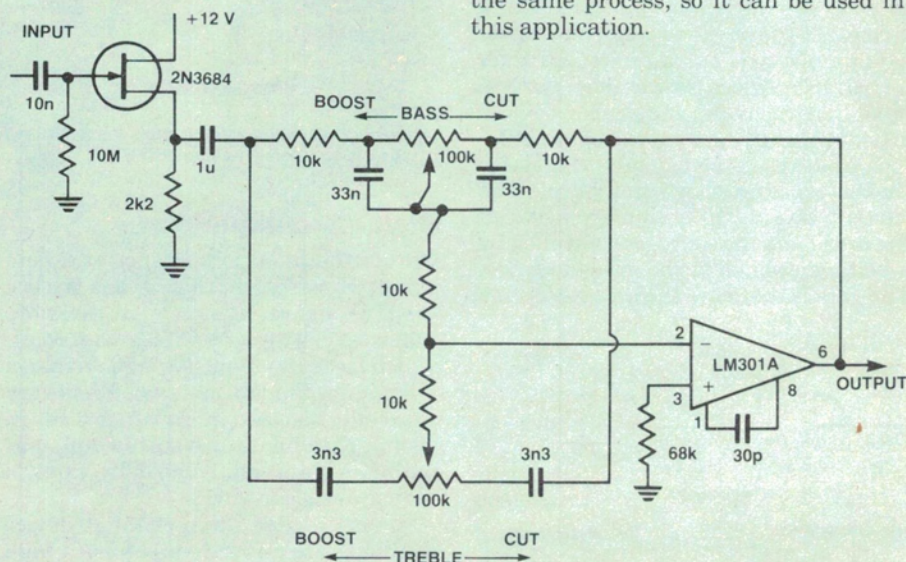 the same process, so it can be used in
this application.
+12 V
INPUT
2N3684
10n
10M
BOOST BASS CUT
1u
10k
100k
10k
33n
33n
2k2
10k
2
6
LM301A
8
OUTPUT
3
1
10k
68k
30p
3n3
3n3
100k
BOOST CUT
TREBLE